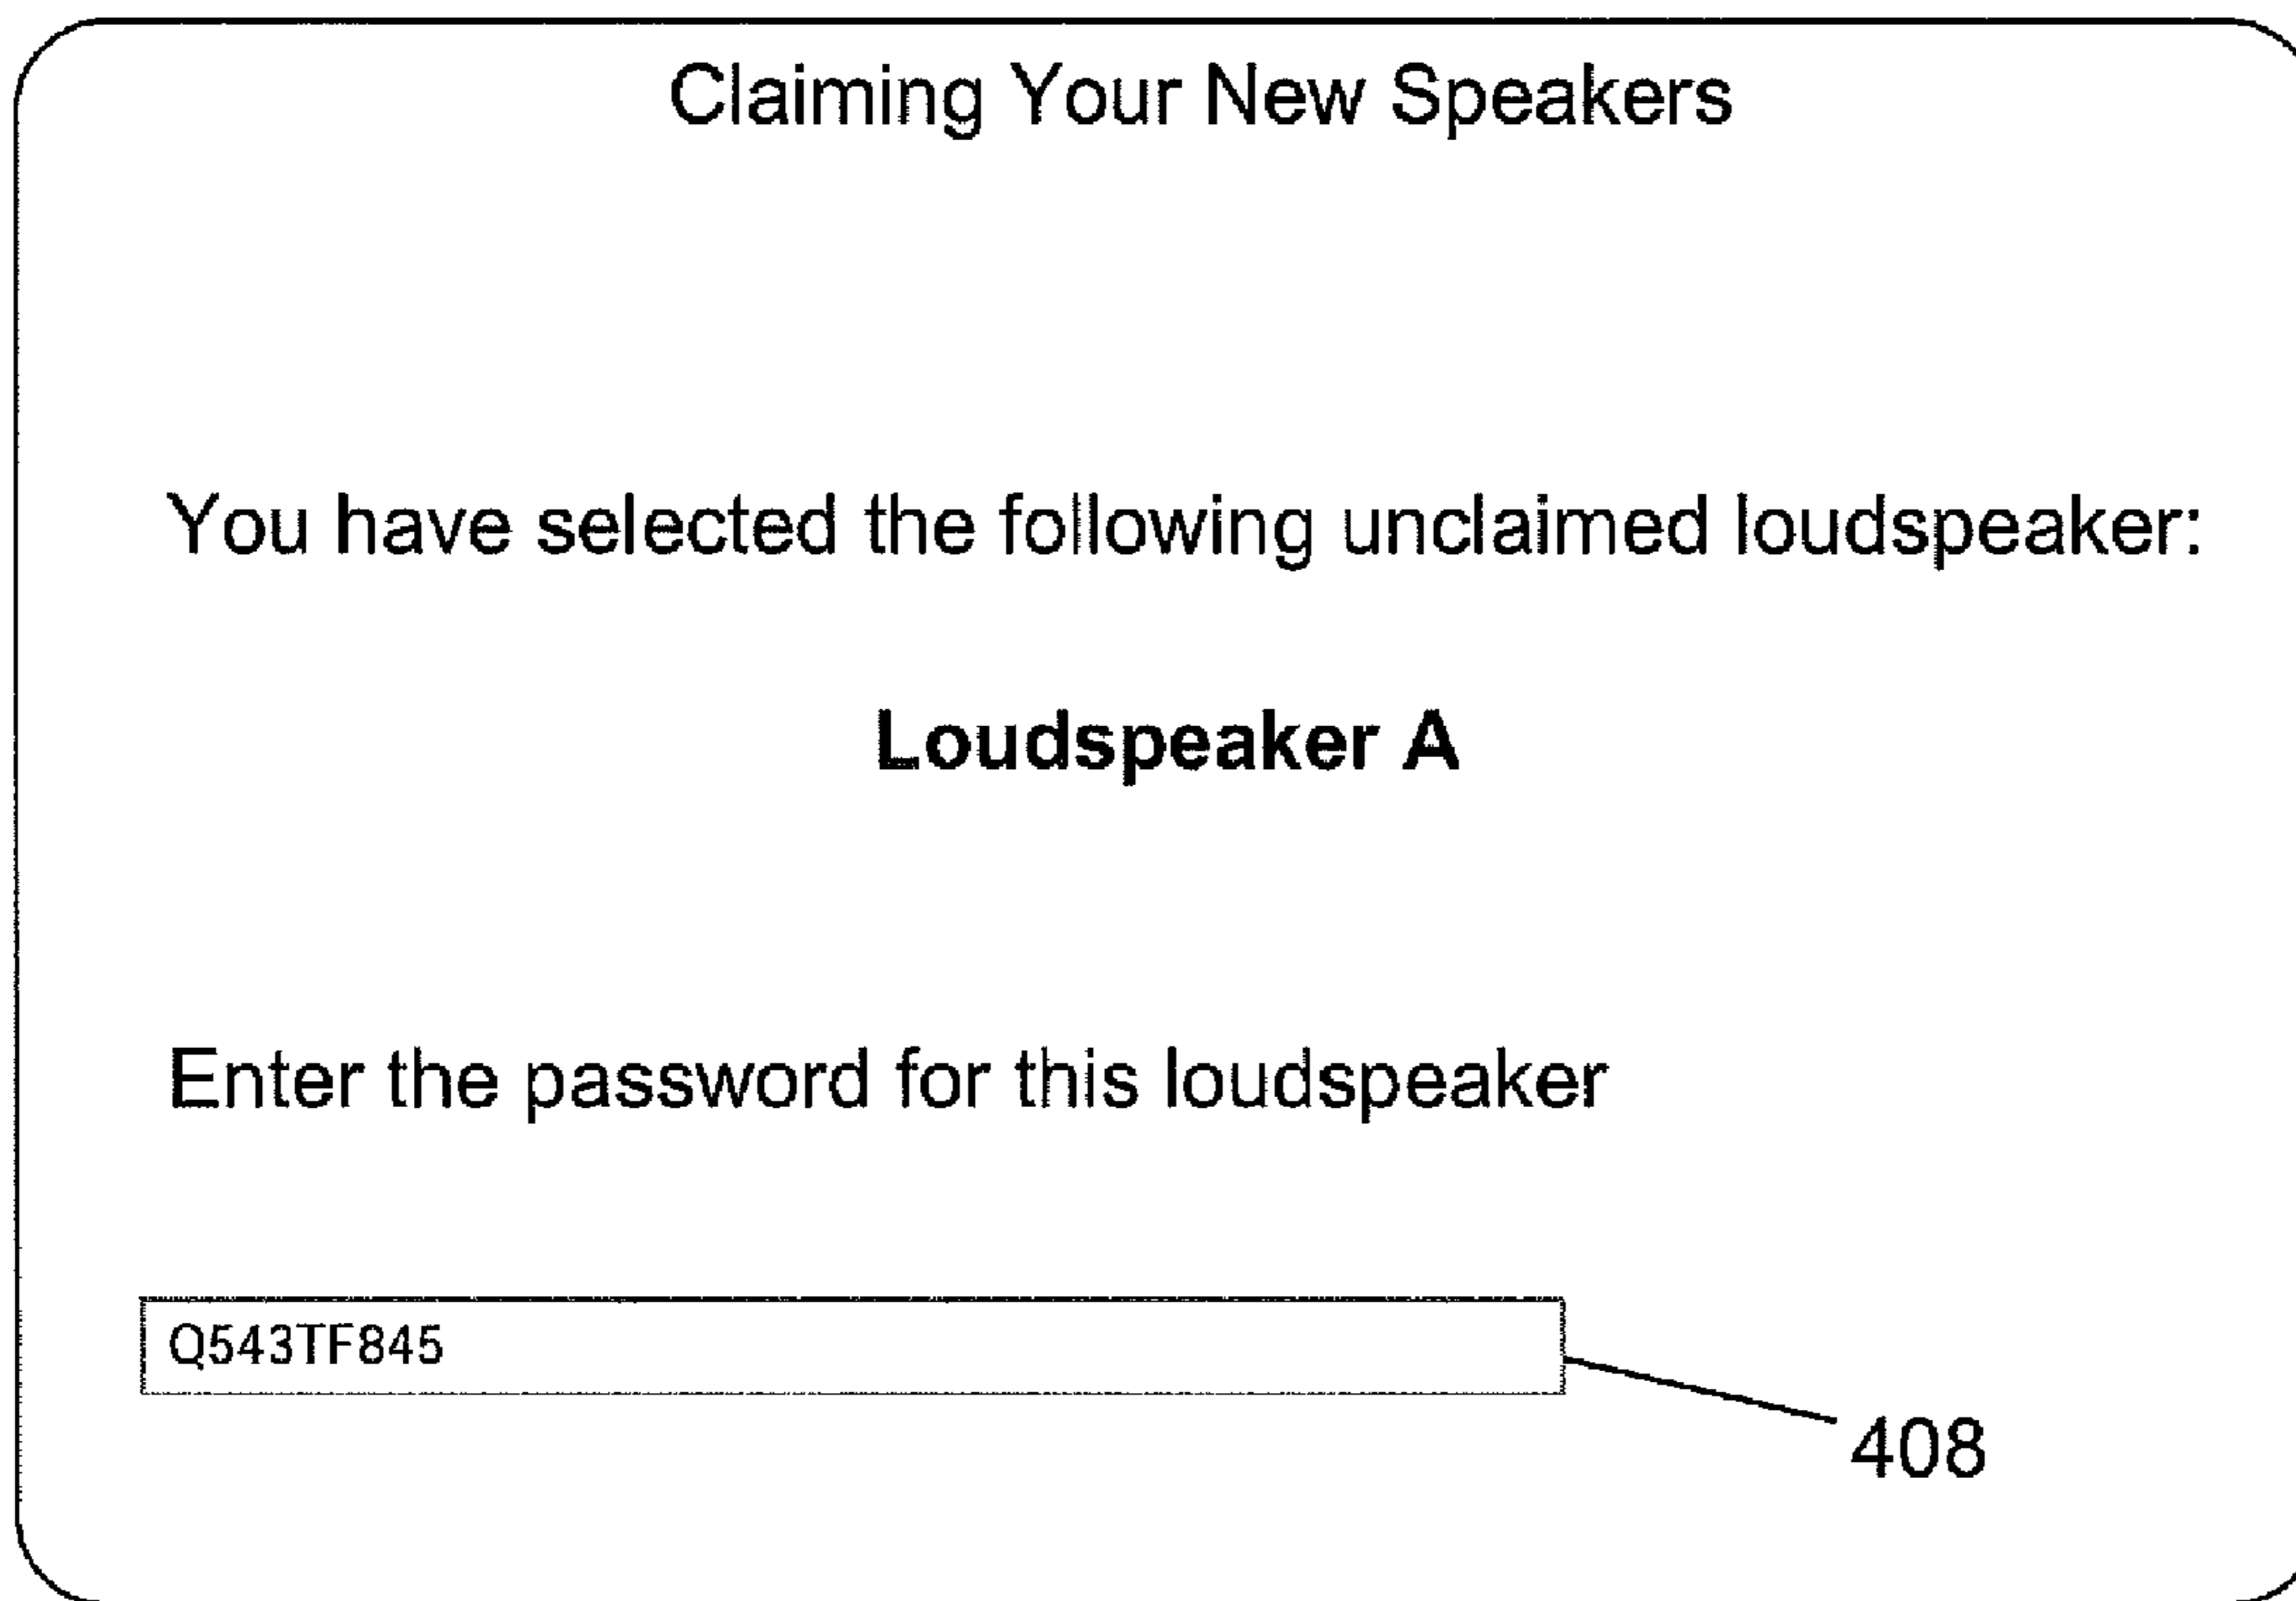 Claiming Your New Speakers
You have selected the following unclaimed loudspeaker:
Loudspeaker A
Enter the password for this loudspeaker
Q543TF845
408